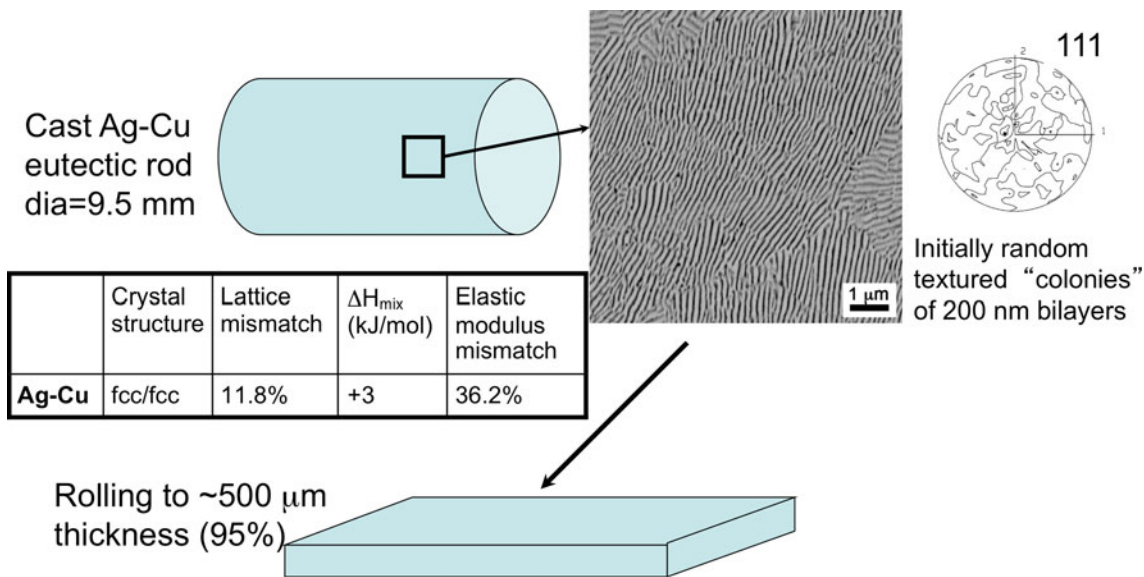 Cast Ag-Cu
eutectic rod
dia=9.5 mm
1 μm
111
2
1
Initially random
textured “colonies”
of 200 nm bilayers
Crystal structure
Lattice mismatch
ΔHmix (kJ/mol)
Elastic modulus mismatch
Ag-Cu
fcc/fcc
11.8%
+3
36.2%
Rolling to ~500 μm
thickness (95%)